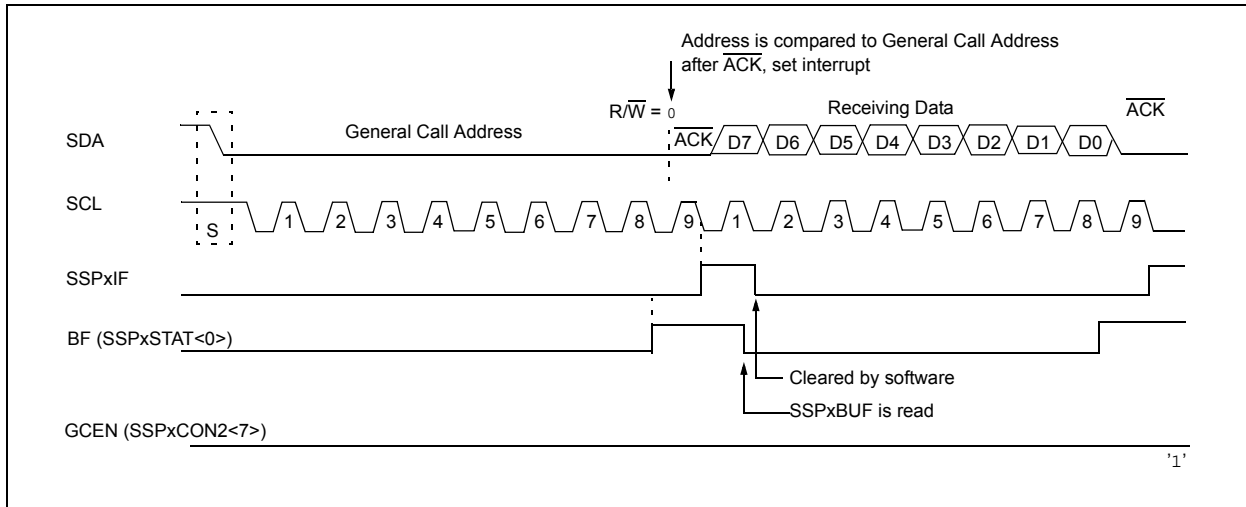 Address is compared to General Call Address
after ACK, set interrupt
R/W = 0
Receiving Data
ACK
SDA
General Call Address
ACK
D7 D6 D5 D4 D3 D2 D1 D0
SCL
S
1 2 3 4 5 6 7 8 9 1 2 3 4 5 6 7 8 9
SSPxIF
BF (SSPxSTAT<0>)
Cleared by software
SSPxBUF is read
GCEN (SSPxCON2<7>)
'1'